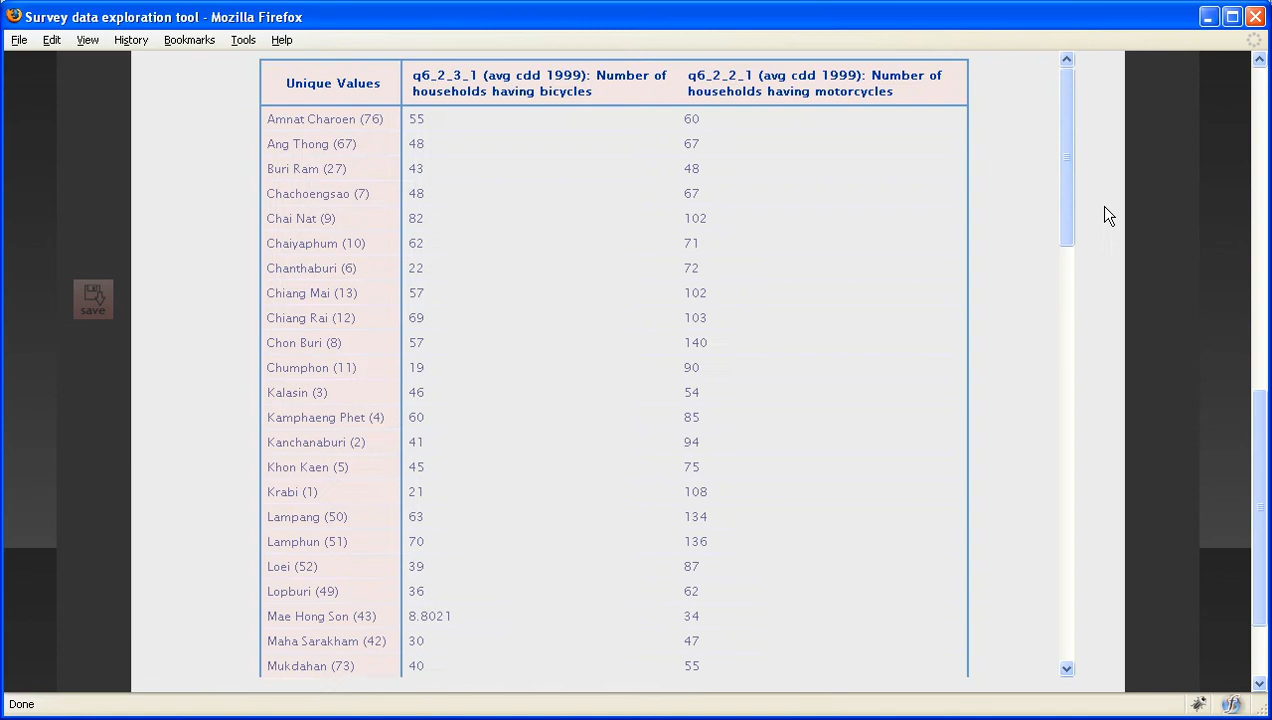 Survey data exploration tool - Mozilla Firefox
File Edit View History Bookmarks Tools Help
Unique Values
q6_2_3_1 (avg cdd 1999): Number of
households having bicycles
q6_2_2_1 (avg cdd 1999): Number of
households having motorcycles
Amnat Charoen (76) 55 60
Ang Thong (67) 48 67
Buri Ram (27) 43 48
Chachoengsao (7) 48 67
Chai Nat (9) 82 102
Chaiyaphum (10) 62 71
Chanthaburi (6) 22 72
Chiang Mai (13) 57 102
save
Chiang Rai (12) 69 103
Chon Buri (8) 57 140
Chumphon (11) 19 90
Kalasin (3) 46 54
Kamphaeng Phet (4) 60 85
Kanchanaburi (2) 41 94
Khon Kaen (5) 45 75
Krabi (1) 21 108
Lampang (50) 63 134
Lamphun (51) 70 136
Loei (52) 39 87
Lopburi (49) 36 62
Mae Hong Son (43) 8.8021 34
Maha Sarakham (42) 30 47
Mukdahan (73) 40 55
Done